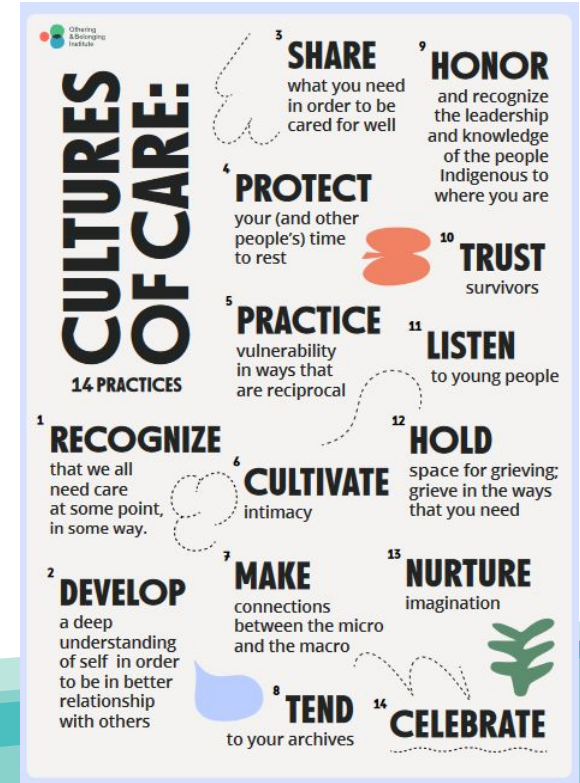 Othering
& Belonging
Institute
CULTURES
OF CARE:
14 PRACTICES
1
RECOGNIZE
that we all
need care
at some point,
in some way.
2
DEVELOP
a deep
understanding
of self in order
to be in better
relationship
with others
3
SHARE
what you need
in order to be
cared for well
4
PROTECT
your (and other
people's) time
to rest
5
PRACTICE
vulnerability
in ways that
are reciprocal
6
CULTIVATE
intimacy
7
MAKE
connections
between the micro
and the macro
8
TEND
to your archives
9
HONOR
and recognize
the leadership
and knowledge
of the people
Indigenous to
where you are
10
TRUST
survivors
11
LISTEN
to young people
12
HOLD
space for grieving;
grieve in the ways
that you need
13
NURTURE
imagination
14
CELEBRATE